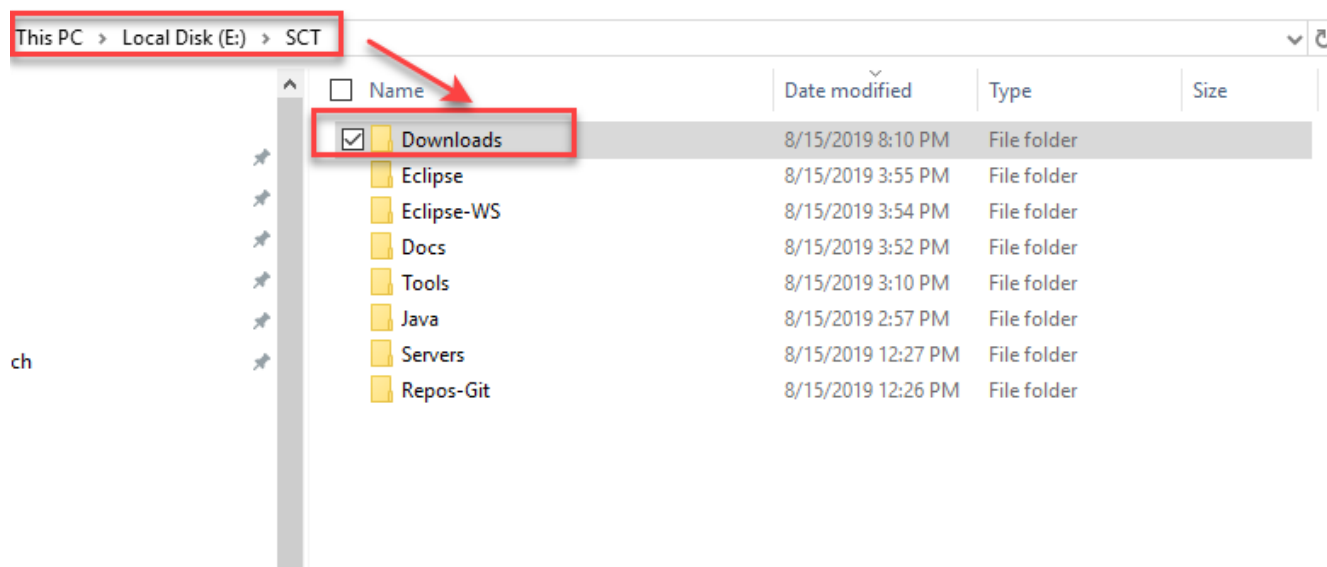 This PC > Local Disk (E:) > SCT
Name Date modified Type Size
Downloads 8/15/2019 8:10 PM File folder
Eclipse 8/15/2019 3:55 PM File folder
Eclipse-WS 8/15/2019 3:54 PM File folder
Docs 8/15/2019 3:52 PM File folder
Tools 8/15/2019 3:10 PM File folder
Java 8/15/2019 2:57 PM File folder
ch Servers 8/15/2019 12:27 PM File folder
Repos-Git 8/15/2019 12:26 PM File folder